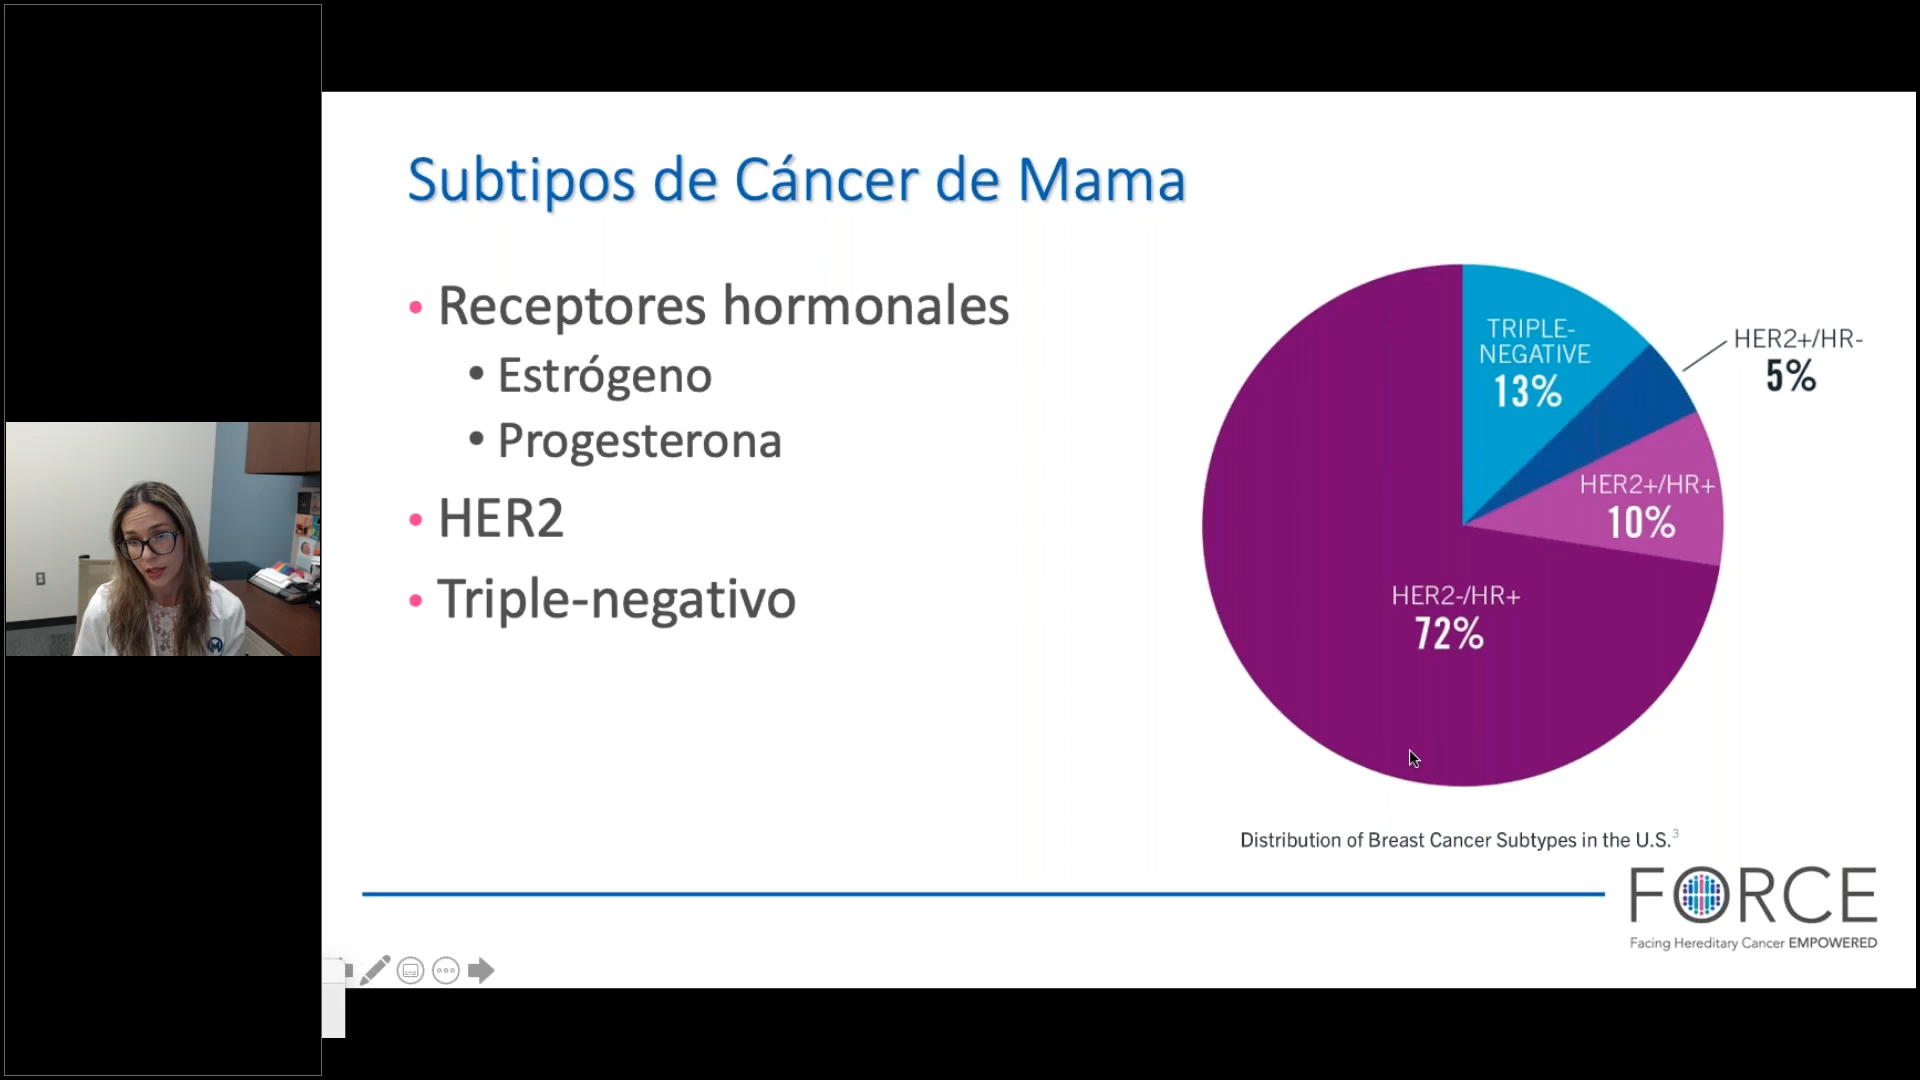 Subtipos de Cáncer de Mama
• Receptores hormonales
• Estrógeno
• Progesterona
• HER2
• Triple-negativo
TRIPLE-
NEGATIVE
13%
HER2+/HR-
5%
HER2+/HR+
10%
HER2-/HR+
72%
Distribution of Breast Cancer Subtypes in the U.S.³
FORCE
Facing Hereditary Cancer EMPOWERED